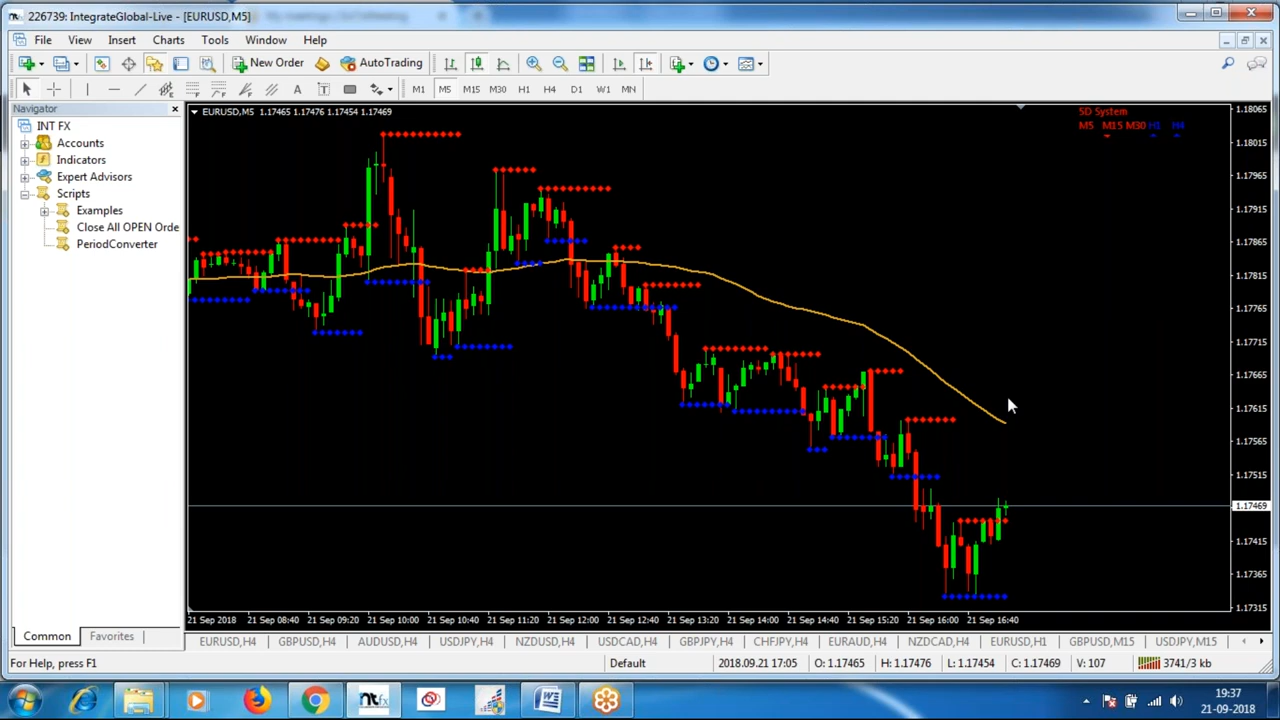 226739: IntegrateGlobal-Live - [EURUSD,M5]
File View Insert Charts Tools Window Help
New Order AutoTrading
A T M1 M5 M15 M30 H1 H4 D1 W1 MN
Navigator
INT FX
Accounts
Indicators
Expert Advisors
Scripts
Examples
Close All OPEN Orde
PeriodConverter
Common Favorites
EURUSD,M5 1.17465 1.17476 1.17454 1.17469
SD System
M5 M15 M30 H1 H4
1.18065
1.18015
1.17965
1.17915
1.17865
1.17815
1.17765
1.17715
1.17665
1.17615
1.17565
1.17515
1.17469
1.17415
1.17365
1.17315
21 Sep 2018 21 Sep 08:40 21 Sep 09:20 21 Sep 10:00 21 Sep 10:40 21 Sep 11:20 21 Sep 12:00 21 Sep 12:40 21 Sep 13:20 21 Sep 14:00 21 Sep 14:40 21 Sep 15:20 21 Sep 16:00 21 Sep 16:40
EURUSD,H4 GBPUSD,H4 AUDUSD,H4 USDJPY,H4 NZDUSD,H4 USDCAD,H4 GBPJPY,H4 CHFJPY,H4 EURAUD,H4 NZDCAD,H4 EURUSD,H1 GBPUSD,M15 USDJPY,M15
For Help, press F1 Default 2018.09.21 17:05 O: 1.17465 H: 1.17476 L: 1.17454 C: 1.17469 V: 107 3741/3 kb
ntfx
19:37
21-09-2018